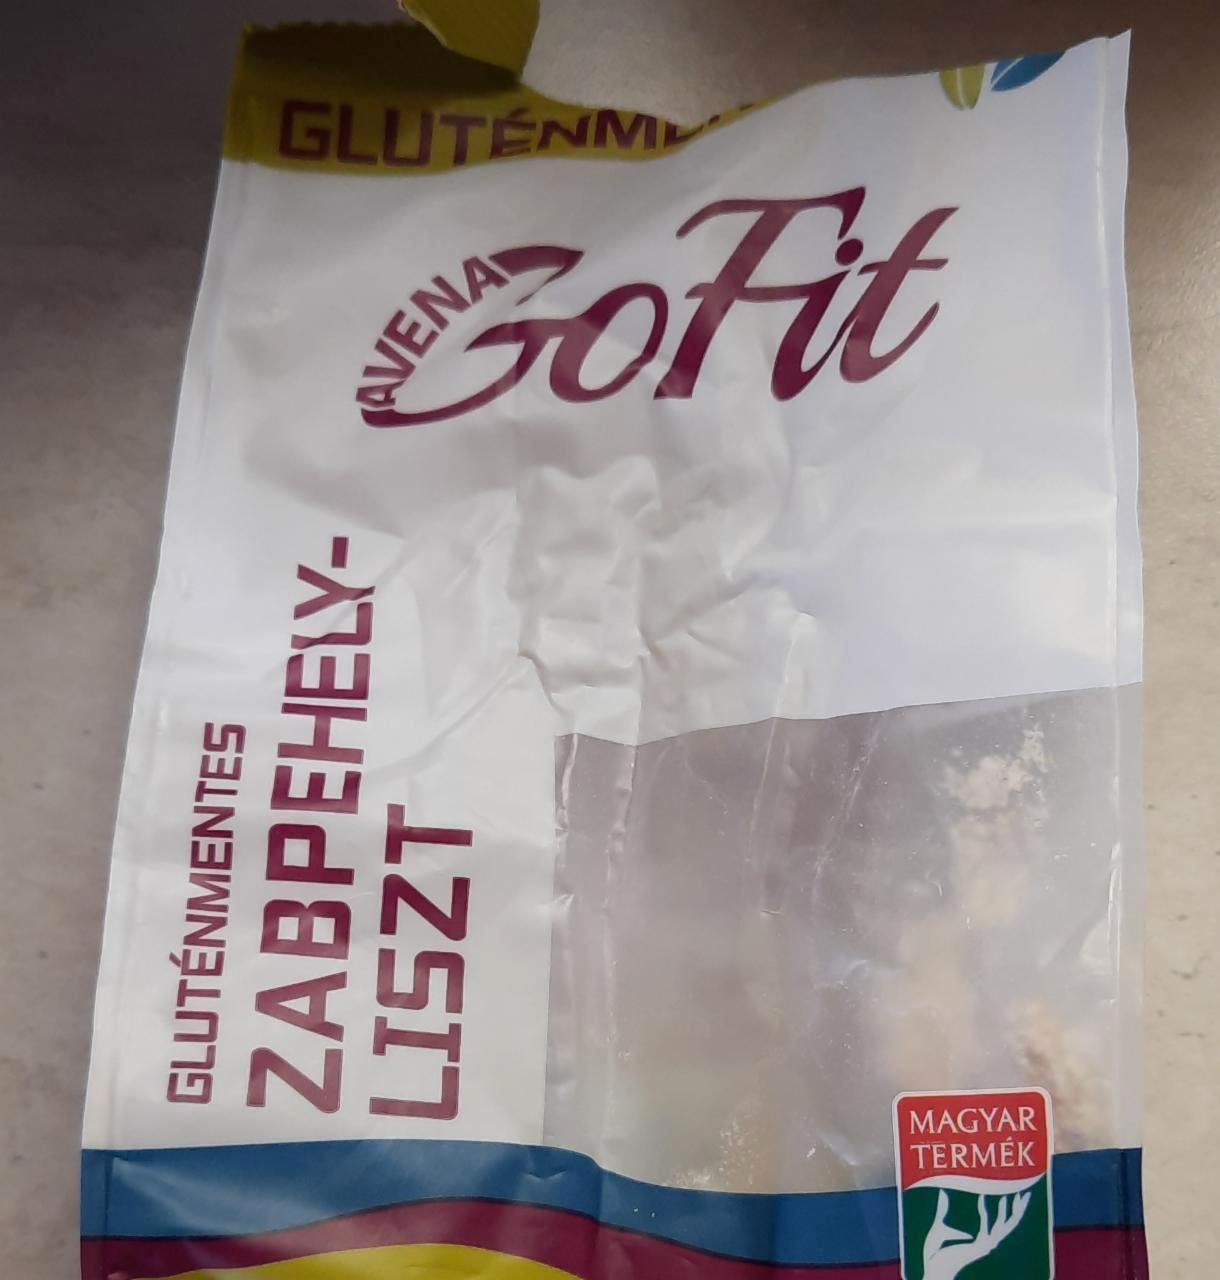 AVENA
GoFit
GLUTÉNMENTES
ZABPEHELY-
LISZT
MAGYAR
TERMÉK